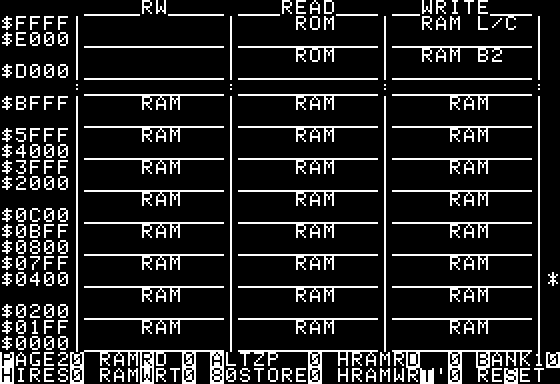 RW READ WRITE
$FFFF ROM RAM L/C
$E000
ROM RAM B2
$D000
: : : :
$BFFF RAM RAM RAM
$5FFF RAM RAM RAM
$4000
$3FFF RAM RAM RAM
$2000
RAM RAM RAM
$0C00
$0BFF RAM RAM RAM
$0800
$07FF RAM RAM RAM
$0400 *
RAM RAM RAM
$0200
$01FF RAM RAM RAM
$0000
PAGE20 RAMRD 0 ALTZP 0 HRAMRD 0 BANK10
HIRES0 RAMWRT0 80STORE0 HRAMWRT'0 RESET